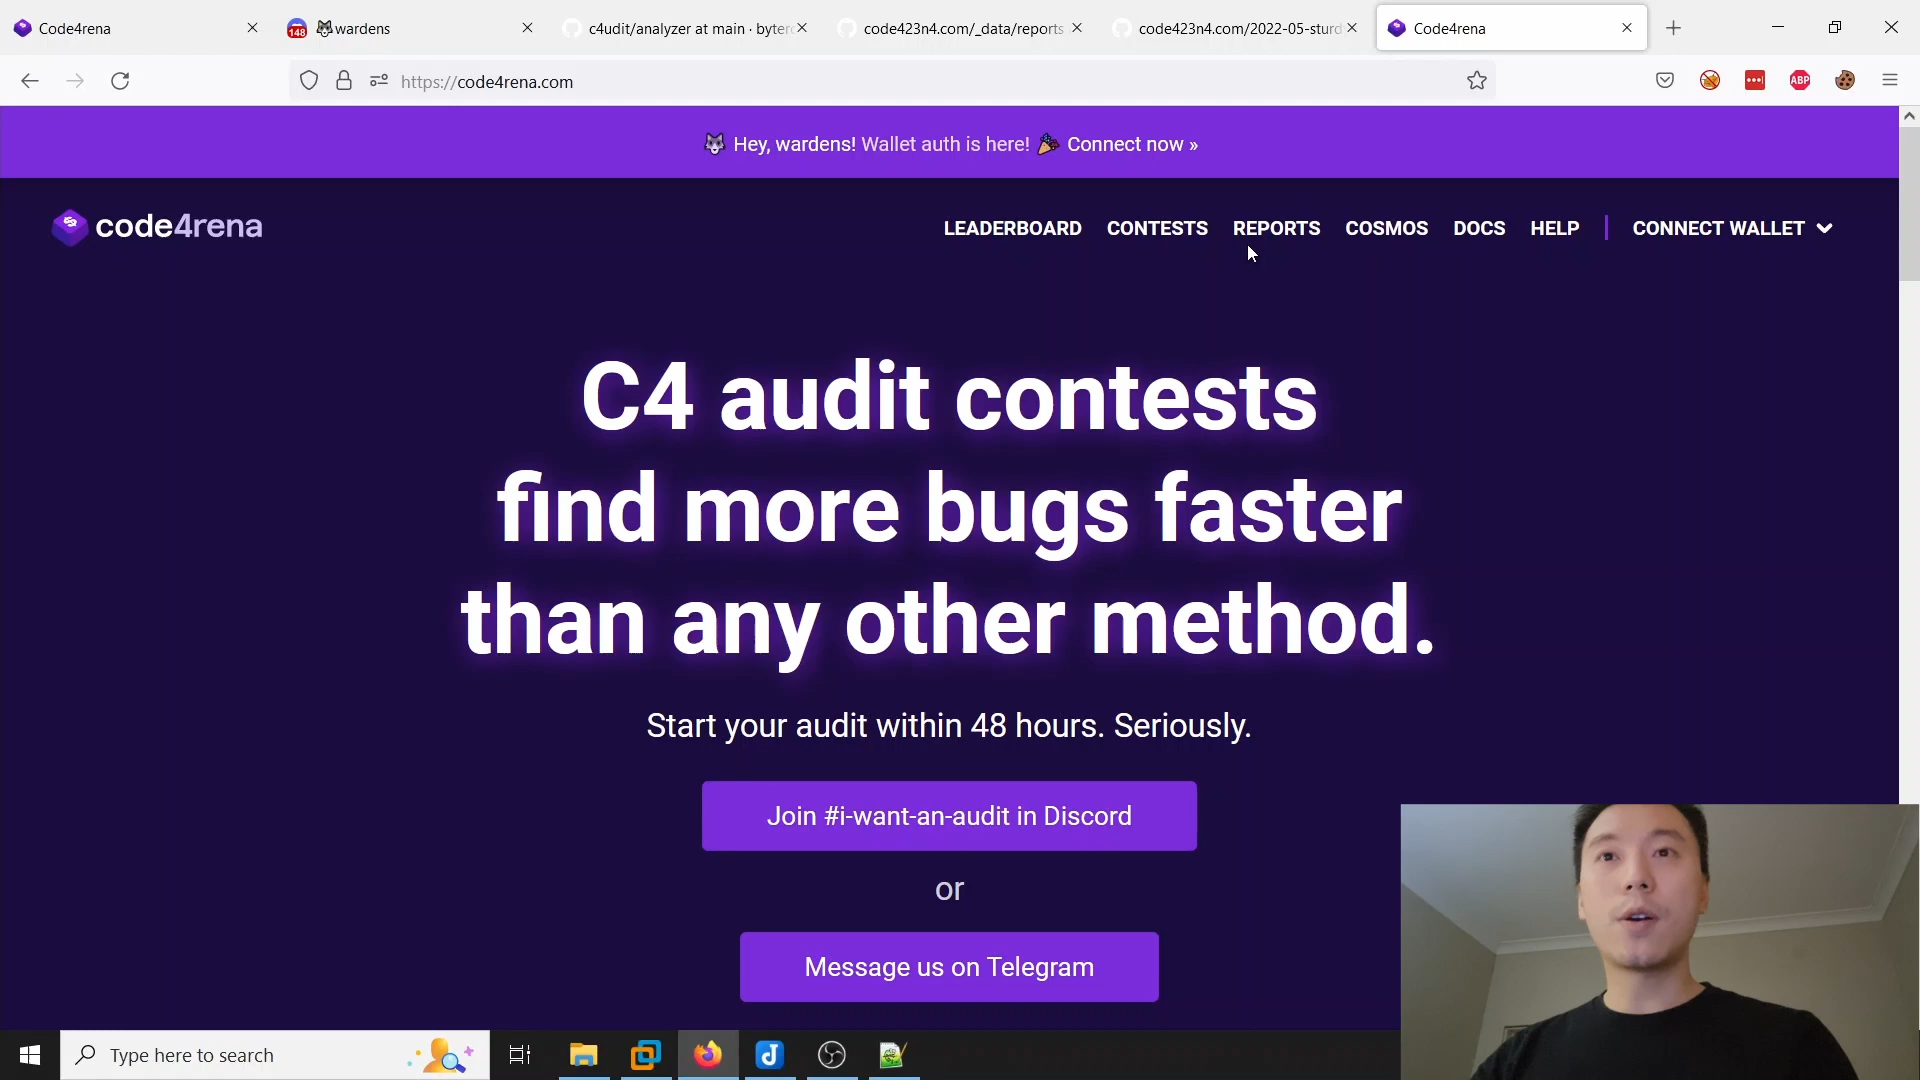 Code4rena
148
wardens
c4udit/analyzer at main · byterc
code423n4.com/_data/reports
code423n4.com/2022-05-sturd
Code4rena
https://code4rena.com
ABP
Hey, wardens! Wallet auth is here! Connect now »
code4rena
LEADERBOARD CONTESTS REPORTS COSMOS DOCS HELP CONNECT WALLET
C4 audit contests
find more bugs faster
than any other method.
Start your audit within 48 hours. Seriously.
Join #i-want-an-audit in Discord
or
Message us on Telegram
Type here to search